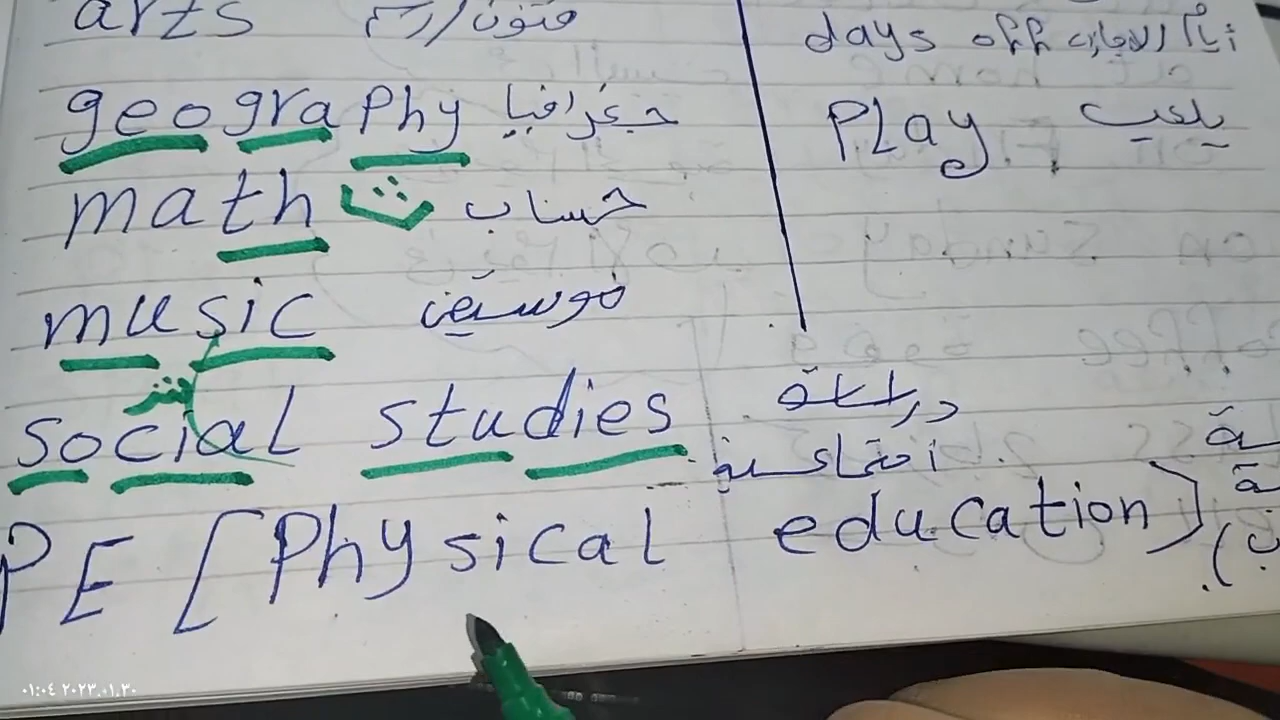 arts فنون/رسم
days off أيام الاجازة
geography جغرافيا
play يلعب
math حساب
music موسيقى
social studies دراسات
اجتماعية
PE [Physical education]
٠١:٠٤ ٢٠٢٣.٠١.٣٠